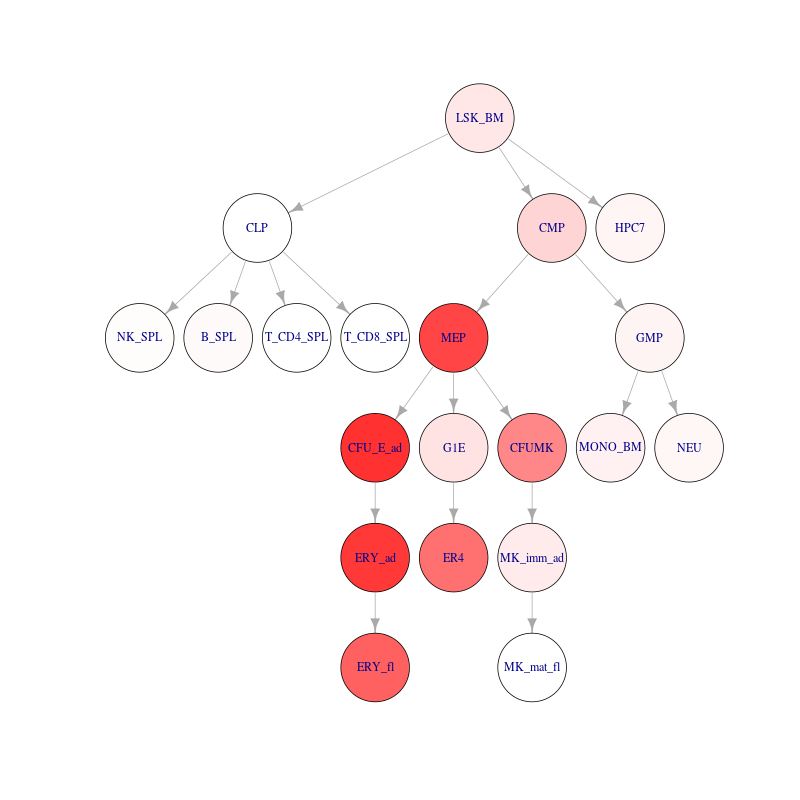 LSK_BM
CLP
CMP
HPC7
NK_SPL
B_SPL
T_CD4_SPL
T_CD8_SPL
MEP
GMP
CFU_E_ad
G1E
CFUMK
MONO_BM
NEU
ERY_ad
ER4
MK_imm_ad
ERY_fl
MK_mat_fl